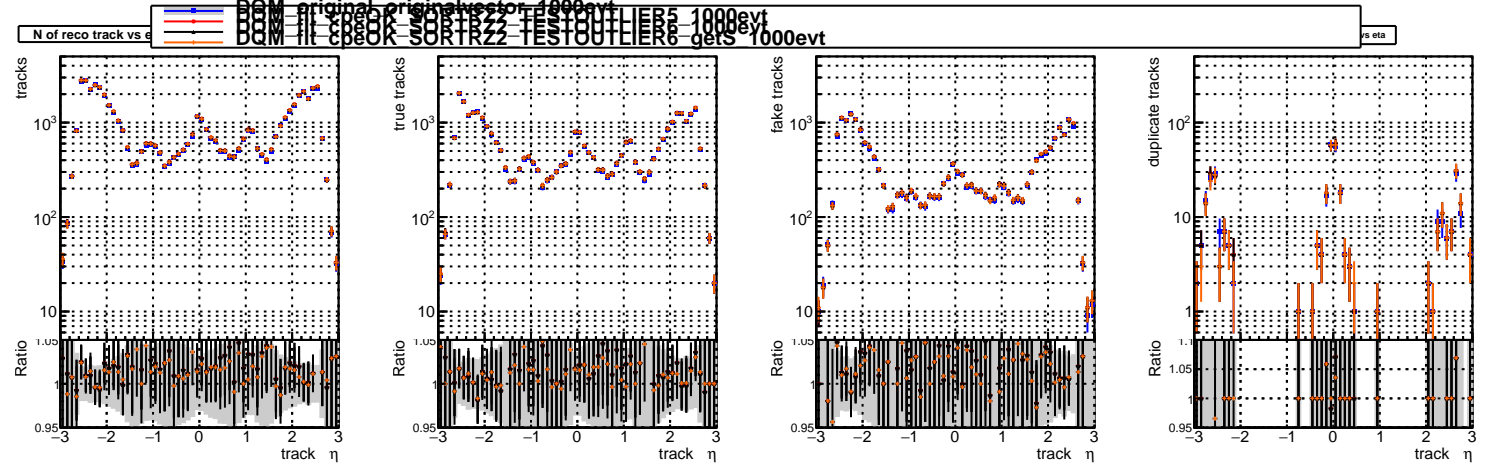 DQM_original_originalvector_1000evt
DQM_fit_cpeOK_SORTRZ2_TESTOUTLIER5_1000evt
DQM_fit_cpeOK_SORTRZ2_TESTOUTLIER6_1000evt
DQM_fit_cpeOK_SORTRZ2_TESTOUTLIER6_getS_1000evt
N of reco track vs e
vs eta
tracks
10³
10²
10
Ratio
1.05
1
0.95
−3 −2 −1 0 1 2 3
track η
true tracks
10³
10²
10
Ratio
1.05
1
0.95
−3 −2 −1 0 1 2 3
track η
fake tracks
10³
10²
10
Ratio
1.05
1
0.95
−3 −2 −1 0 1 2 3
track η
duplicate tracks
10²
10
1
Ratio
1.1
1.05
1
0.95
−3 −2 −1 0 1 2 3
track η